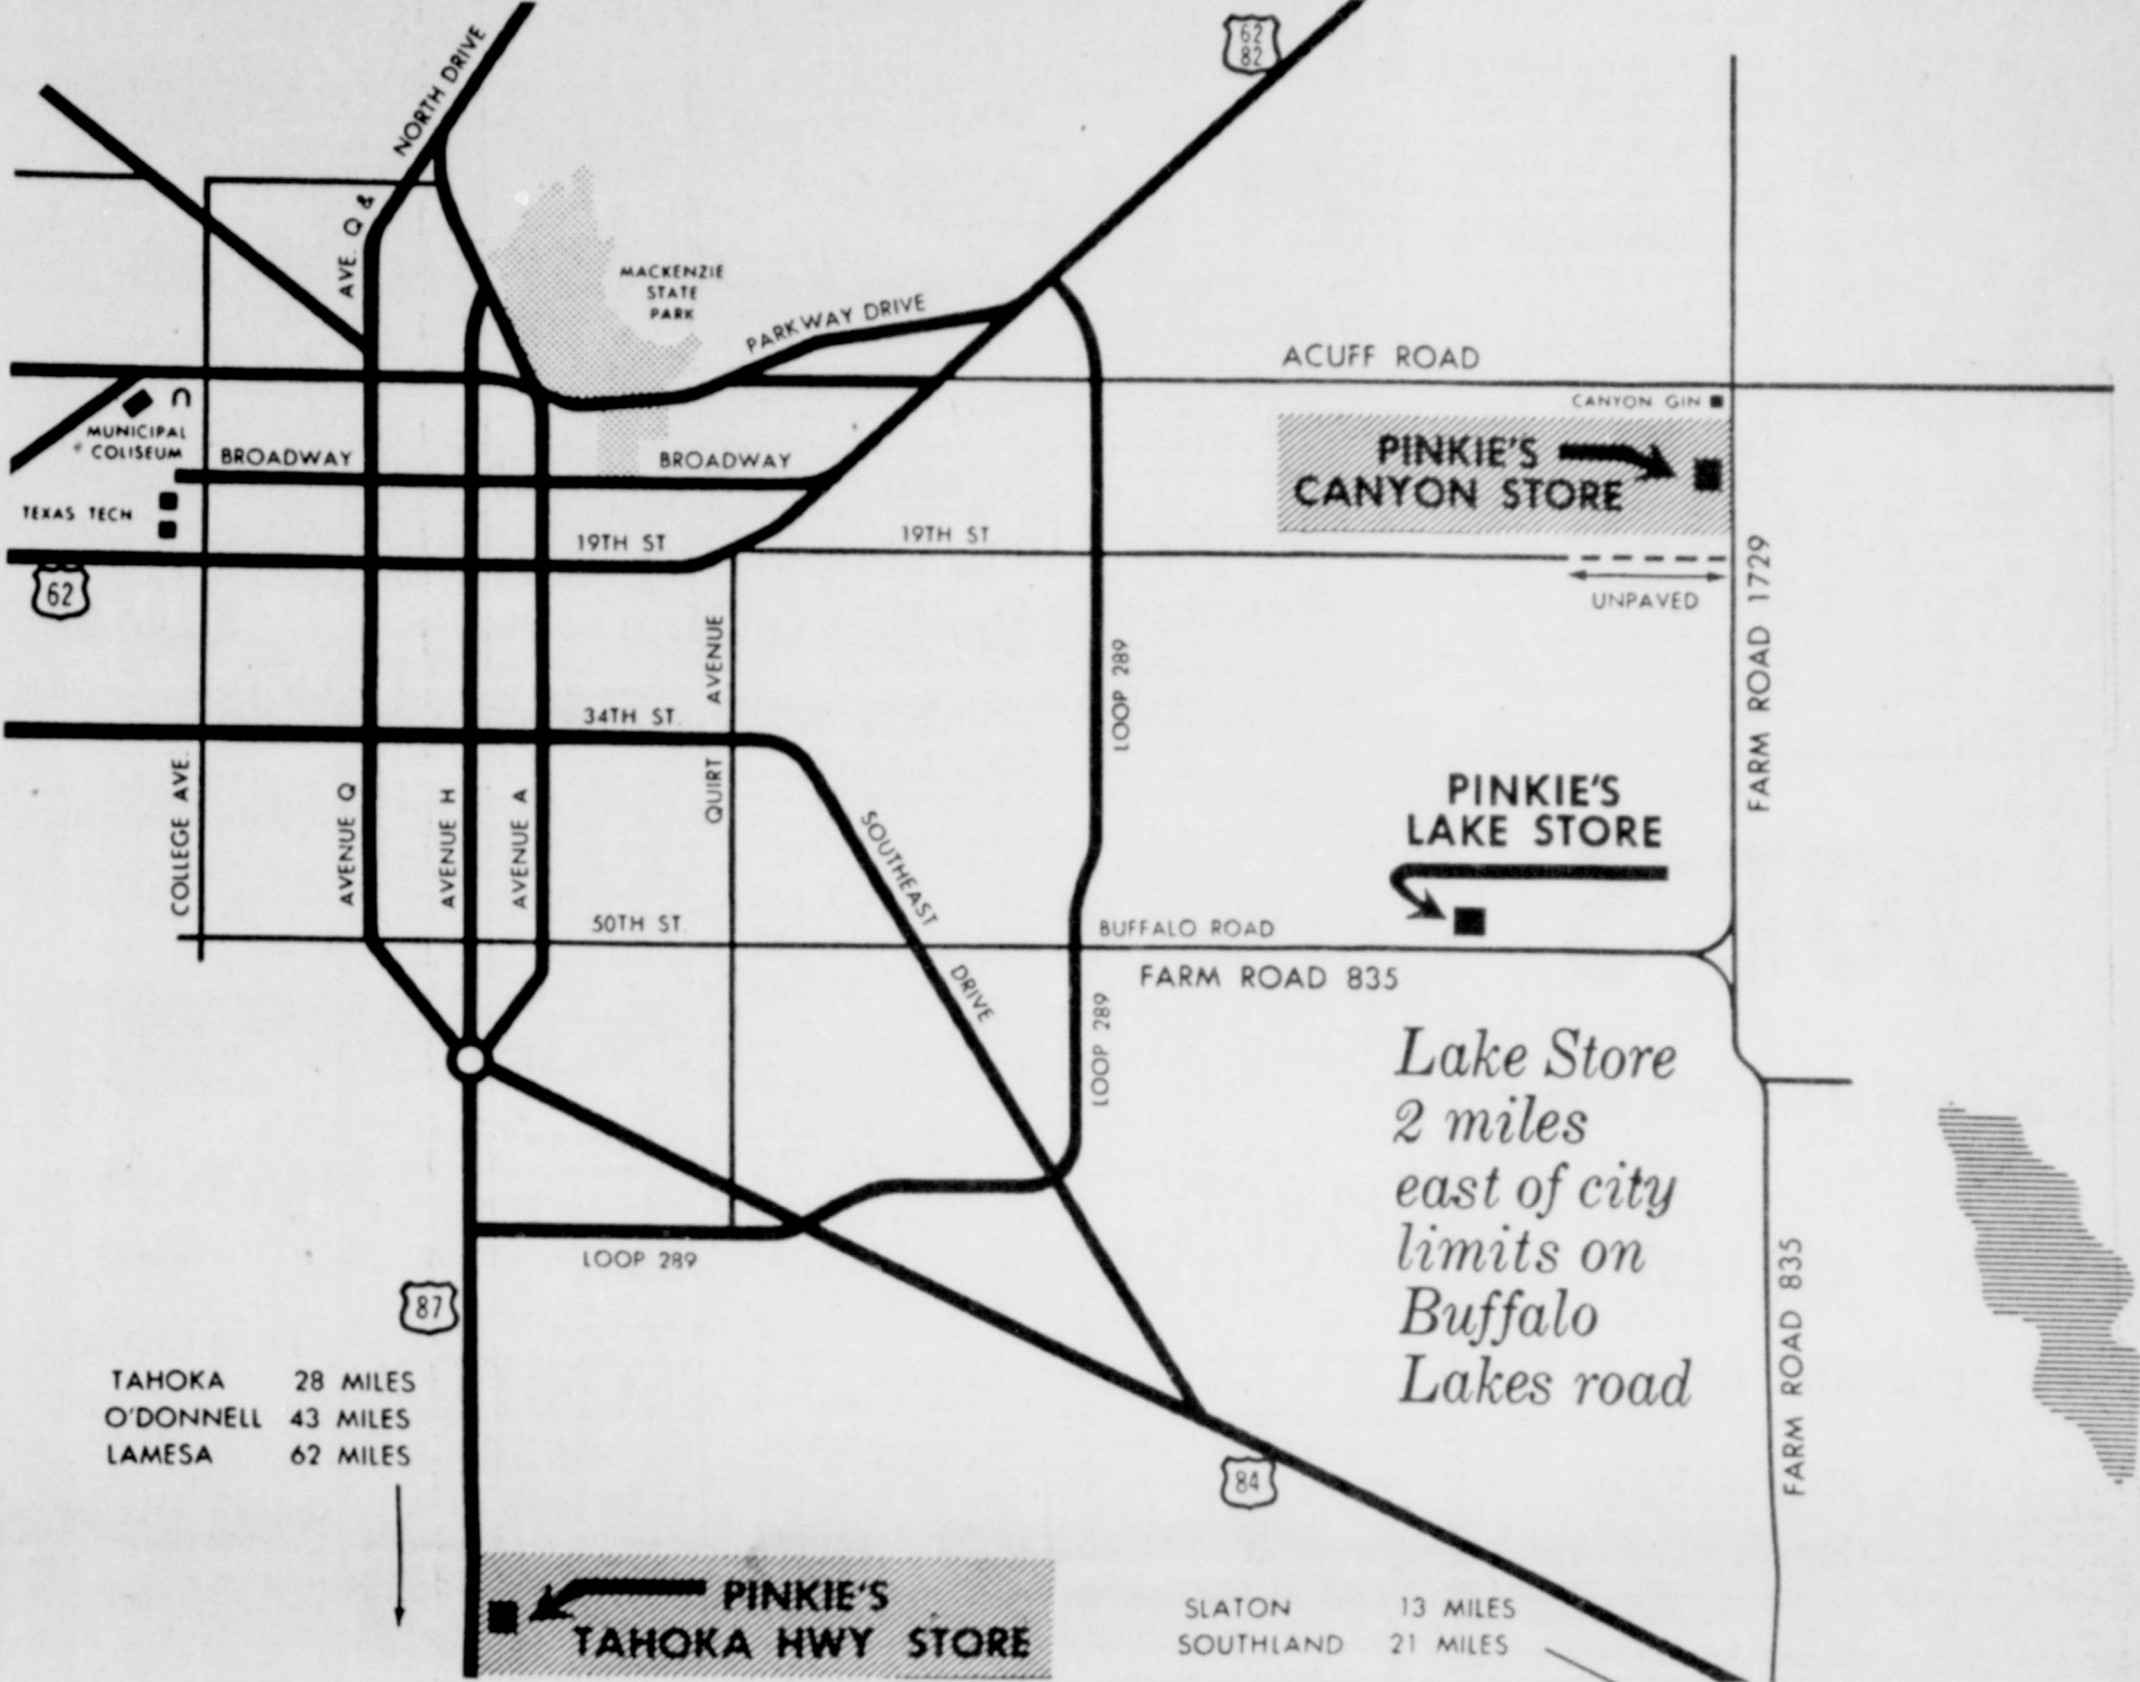 62
82
NORTH DRIVE
AVE. Q &
MACKENZIE
STATE
PARK
PARKWAY DRIVE
ACUFF ROAD
CANYON GIN
MUNICIPAL
COLISEUM
BROADWAY
BROADWAY
PINKIE'S
CANYON STORE
TEXAS TECH
19TH ST
19TH ST
62
UNPAVED
FARM ROAD 1729
QUIRT AVENUE
LOOP 289
34TH ST.
COLLEGE AVE.
AVENUE Q
AVENUE H
AVENUE A
SOUTHEAST DRIVE
PINKIE'S
LAKE STORE
50TH ST.
BUFFALO ROAD
FARM ROAD 835
LOOP 289
Lake Store
2 miles
east of city
limits on
Buffalo
Lakes road
LOOP 289
87
FARM ROAD 835
TAHOKA 28 MILES
O'DONNELL 43 MILES
LAMESA 62 MILES
84
PINKIE'S
TAHOKA HWY STORE
SLATON 13 MILES
SOUTHLAND 21 MILES